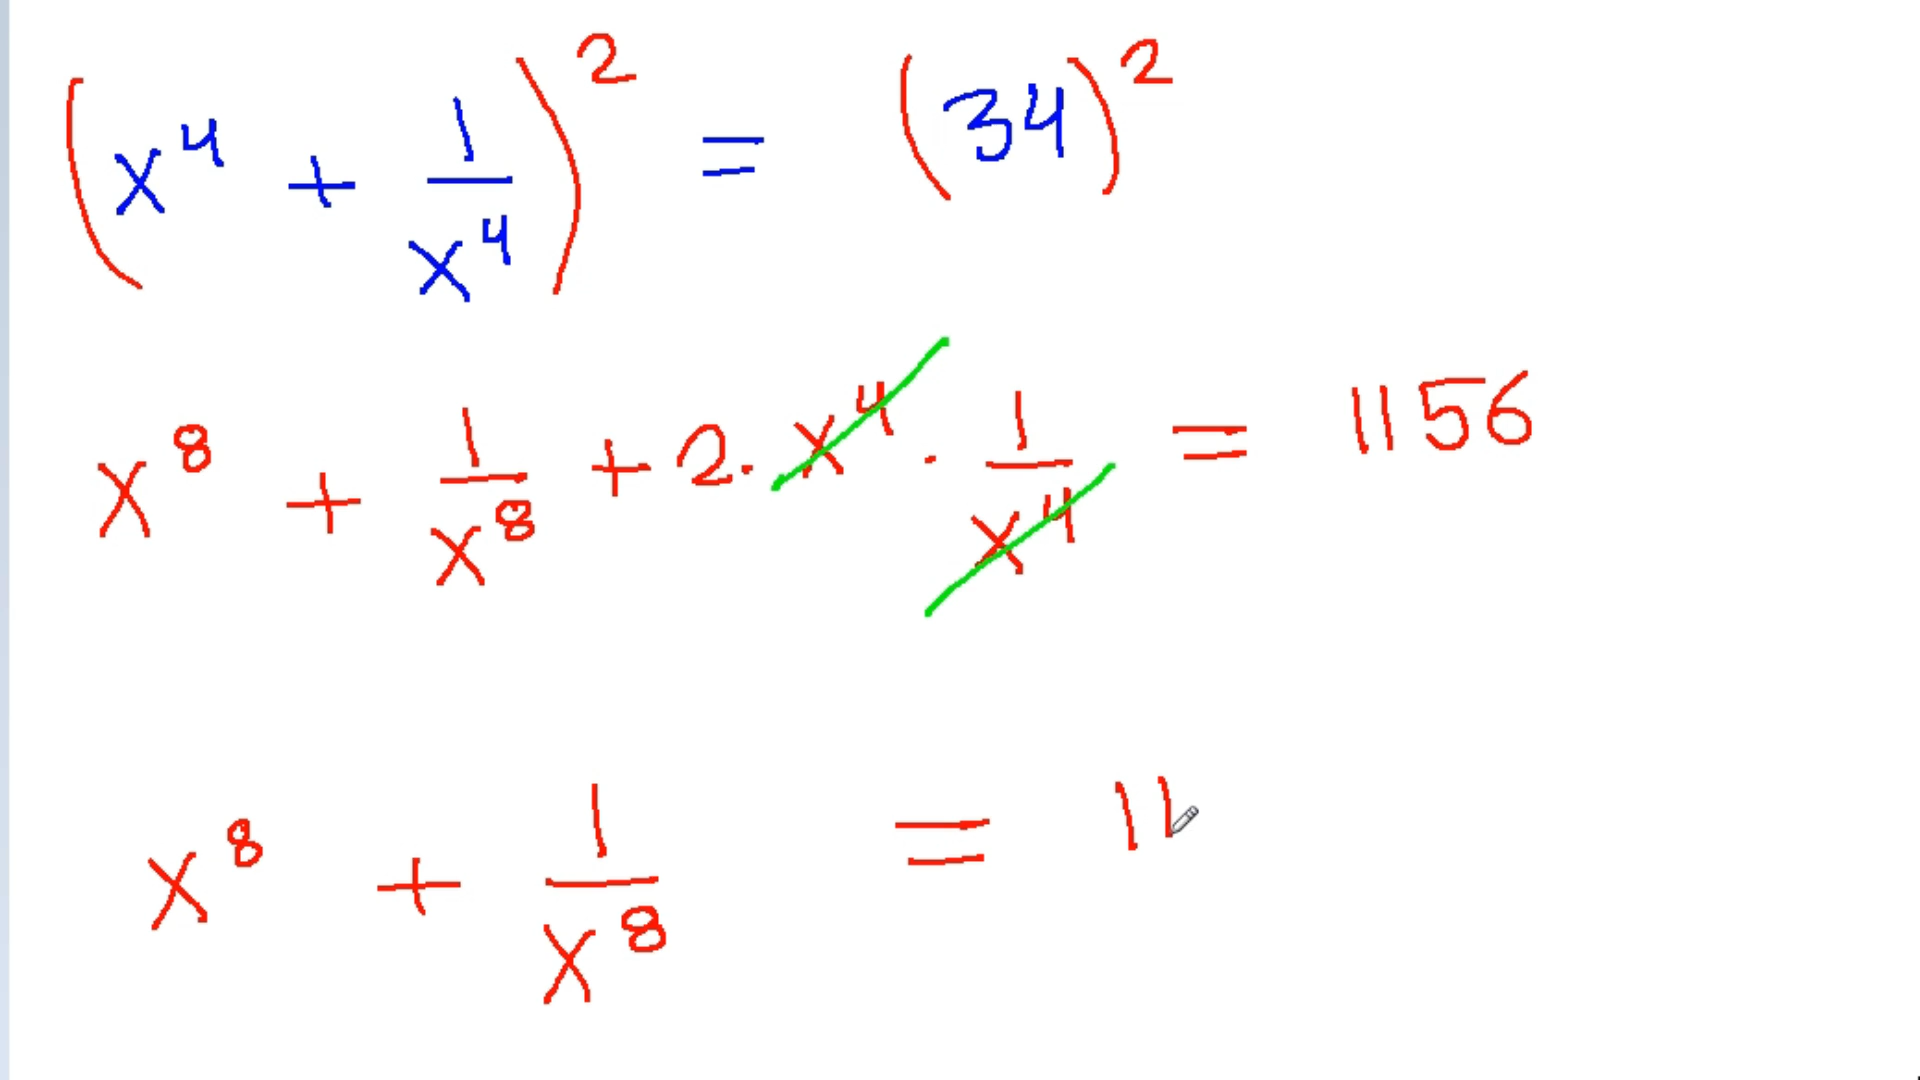 (x⁴ + 1/x⁴)² = (34)²
x⁸ + 1/x⁸ + 2 · x⁴ · 1/x⁴ = 1156
x⁸ + 1/x⁸ = 11